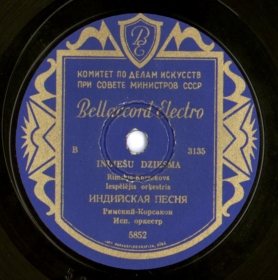 КОМИТЕТ ПО ДЕЛАМ ИСКУССТВ
ПРИ СОВЕТЕ МИНИСТРОВ СССР
Bellaccord Electro
B 3135
INDIEŠU DZIESMA
Rimskis-Korsakovs
Izspēlējis orķestris
ИНДИЙСКАЯ ПЕСНЯ
Римский-Корсаков
Исп. оркестр
5852